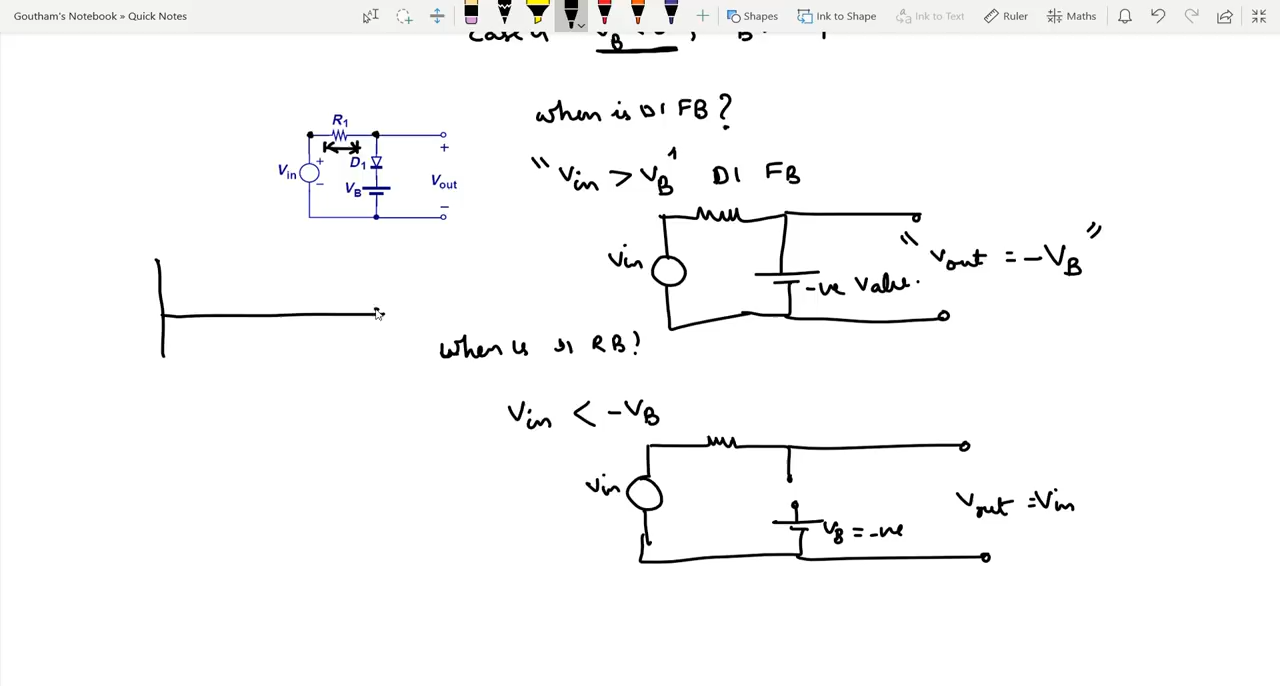 Goutham's Notebook » Quick Notes
Shapes
Ink to Shape
Ink to Text
Ruler
Maths
Case
when is D1 FB?
R1
+
D1
Vin
+
−
VB
Vout
−
"Vin > VB" D1 FB
Vin
-ve Value.
"Vout = -VB"
when is D1 RB?
Vin < -VB
Vin
VB = -ve
Vout = Vin